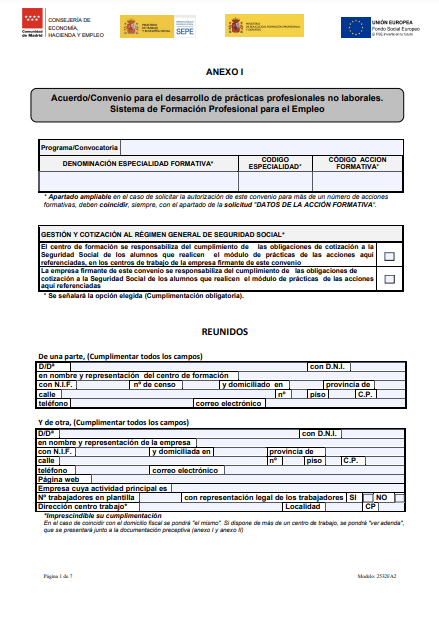 Comunidad
de Madrid
CONSEJERÍA DE
ECONOMÍA,
HACIENDA Y EMPLEO
MINISTERIO
DE TRABAJO
Y ECONOMÍA SOCIAL
SEPE
MINISTERIO
DE EDUCACIÓN, FORMACIÓN PROFESIONAL
Y DEPORTES
UNIÓN EUROPEA
Fondo Social Europeo
ANEXO I
Acuerdo/Convenio para el desarrollo de prácticas profesionales no laborales.
Sistema de Formación Profesional para el Empleo
Programa/Convocatoria
DENOMINACIÓN ESPECIALIDAD FORMATIVA*
CÓDIGO
ESPECIALIDAD*
CÓDIGO ACCION
FORMATIVA*
* Apartado ampliable en el caso de solicitar la autorización de este convenio para más de un número de acciones
formativas, deben coincidir, siempre, con el apartado de la solicitud "DATOS DE LA ACCIÓN FORMATIVA".
GESTIÓN Y COTIZACIÓN AL RÉGIMEN GENERAL DE SEGURIDAD SOCIAL*
El centro de formación se responsabiliza del cumplimiento de las obligaciones de cotización a la
Seguridad Social de los alumnos que realicen el módulo de prácticas de las acciones aquí
referenciadas, en los centros de trabajo de la empresa firmante de este convenio
La empresa firmante de este convenio se responsabiliza del cumplimiento de las obligaciones de
cotización a la Seguridad Social de los alumnos que realicen el módulo de prácticas de las acciones
aquí referenciadas
* Se señalará la opción elegida (Cumplimentación obligatoria).
REUNIDOS
De una parte, (Cumplimentar todos los campos)
D/Dª con D.N.I.
en nombre y representación del centro de formación
con N.I.F. nº de censo y domiciliado en provincia de
calle nº piso C.P.
teléfono correo electrónico
Y de otra, (Cumplimentar todos los campos)
D/Dª con D.N.I.
en nombre y representación de la empresa
con N.I.F. y domiciliada en provincia de
calle nº piso C.P.
teléfono correo electrónico
Página web
Empresa cuya actividad principal es
Nº trabajadores en plantilla con representación legal de los trabajadores SI NO
Dirección centro trabajo* Localidad CP
*Imprescindible su cumplimentación
En el caso de coincidir con el domicilio fiscal se pondrá "el mismo". Si dispone de más de un centro de trabajo, se pondrá "ver adenda",
que se presentará junto a la documentación preceptiva (anexo I y anexo II)
Página 1 de 7
Modelo: 2532FA2